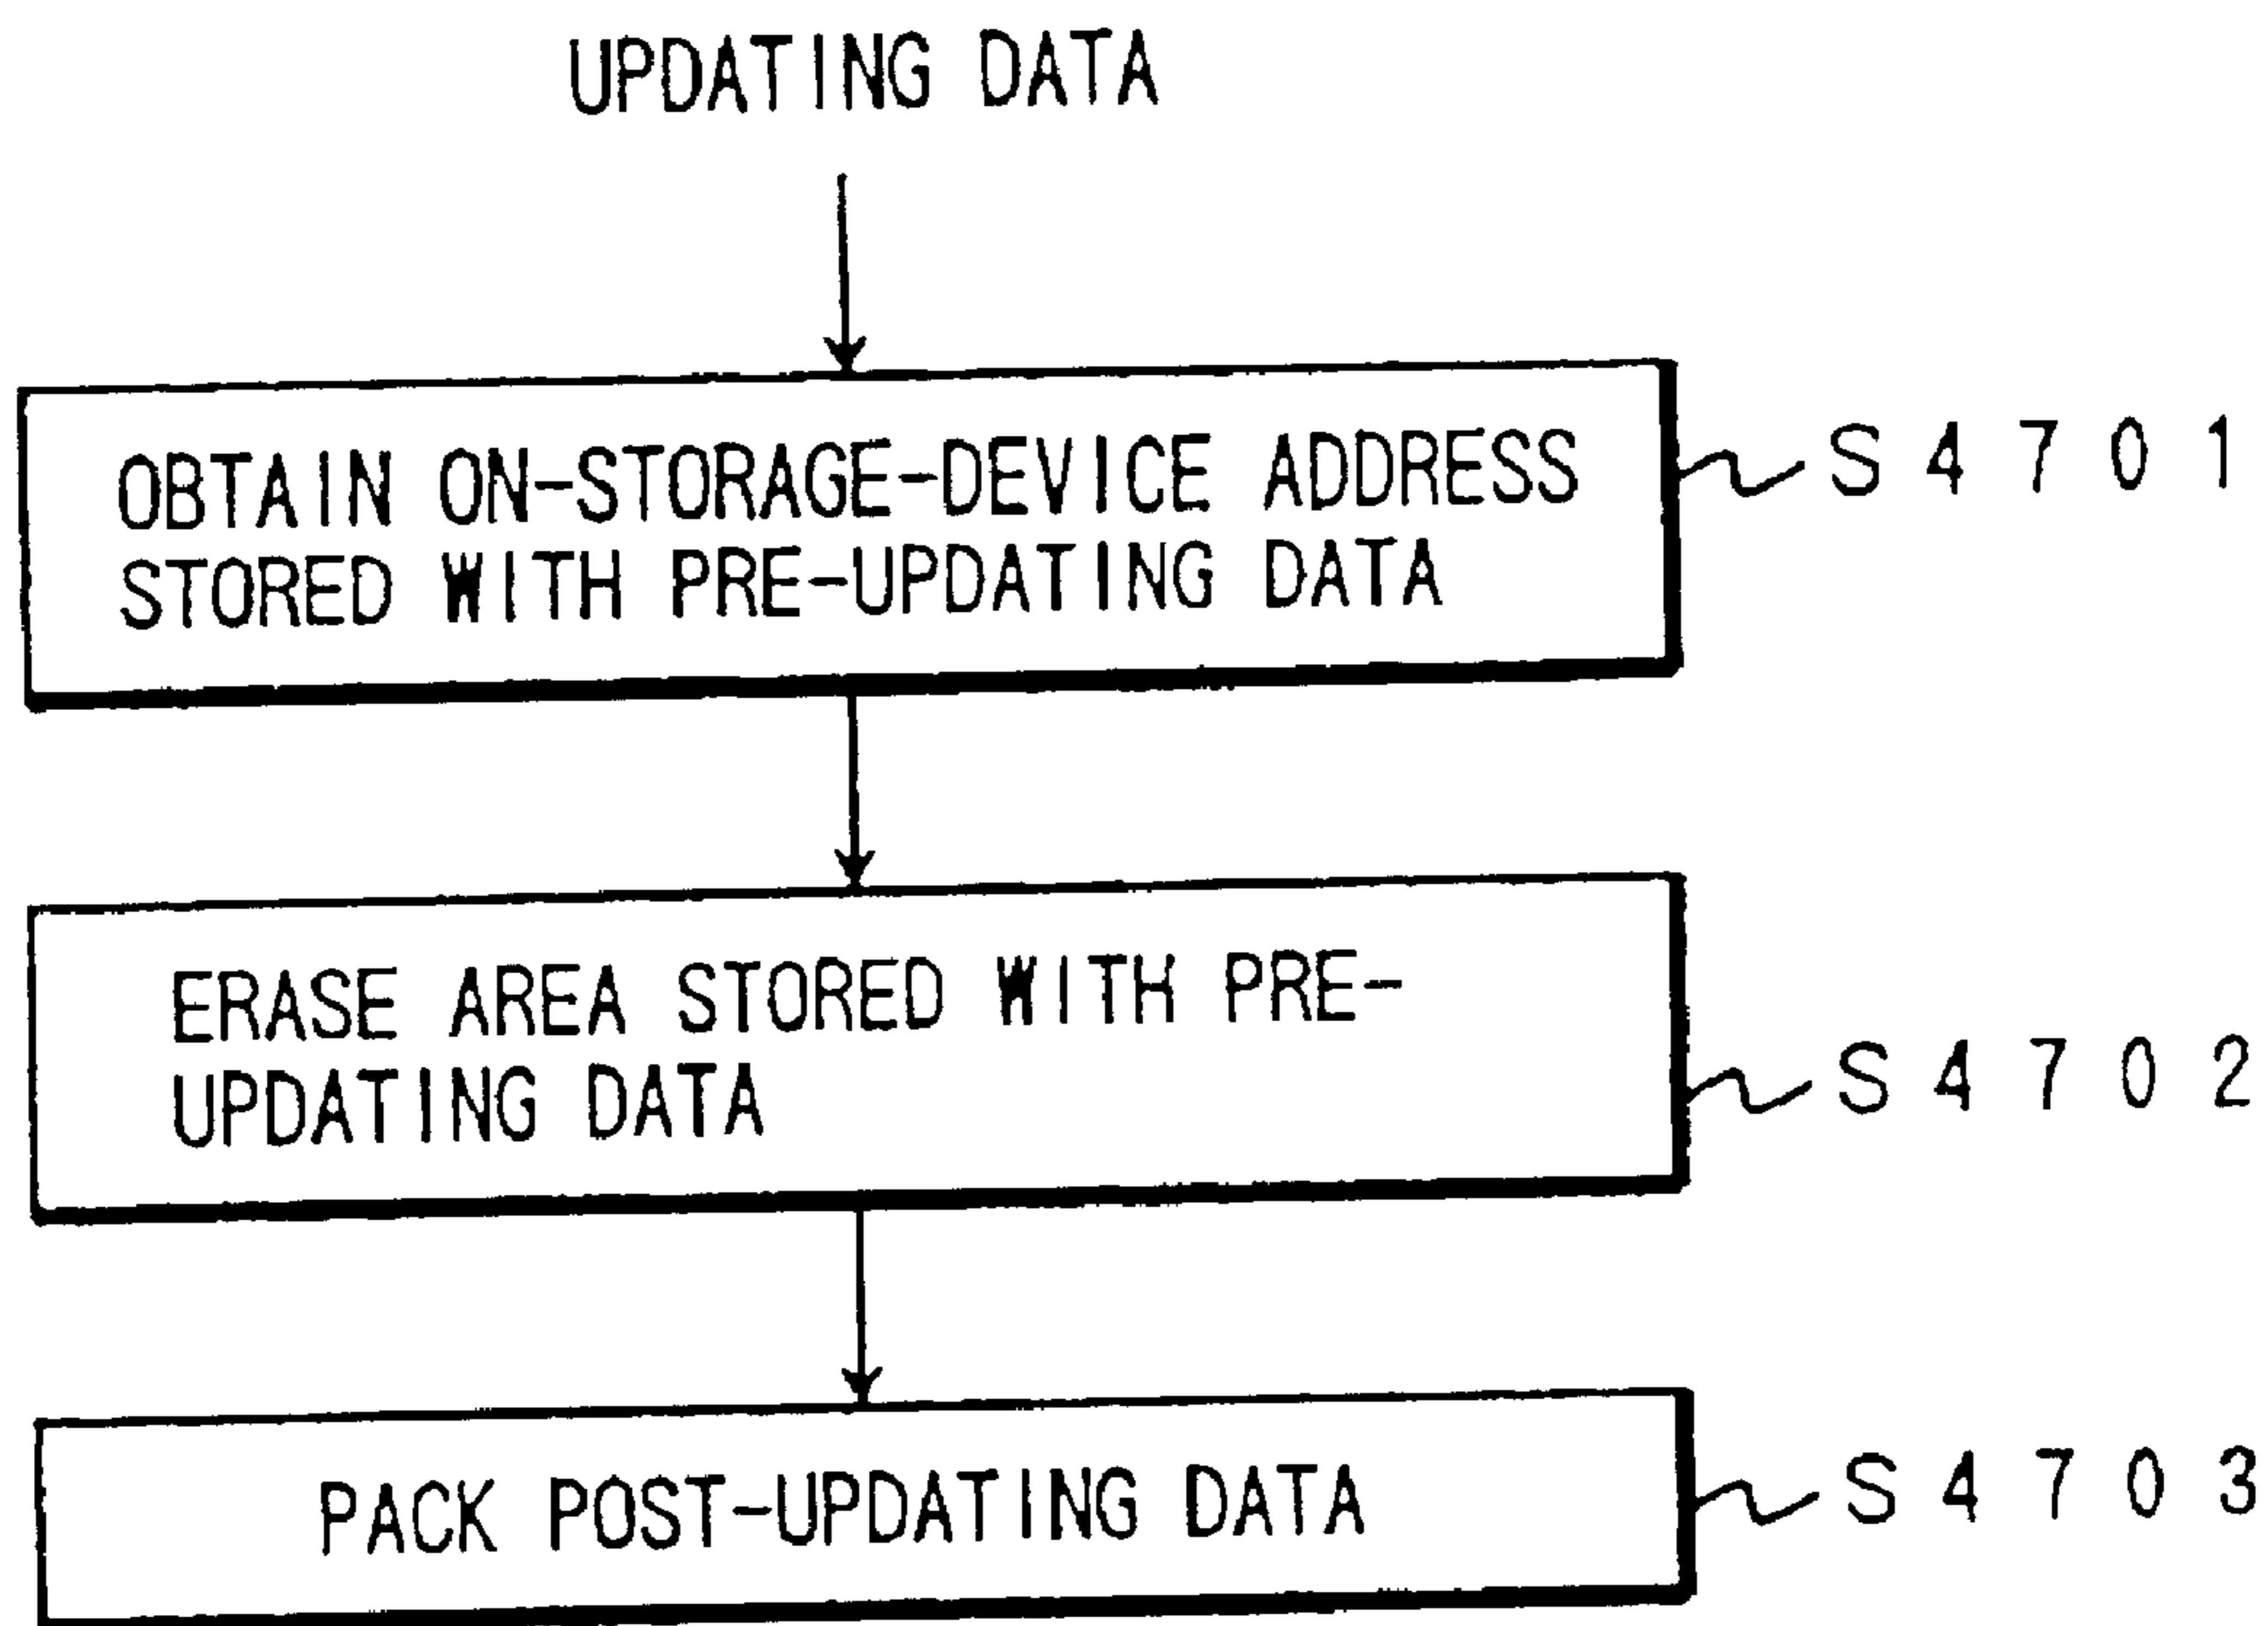 UPDATING DATA
OBTAIN ON-STORAGE-DEVICE ADDRESS
STORED WITH PRE-UPDATING DATA
S4701
ERASE AREA STORED WITH PRE-
UPDATING DATA
S4702
PACK POST-UPDATING DATA
S4703